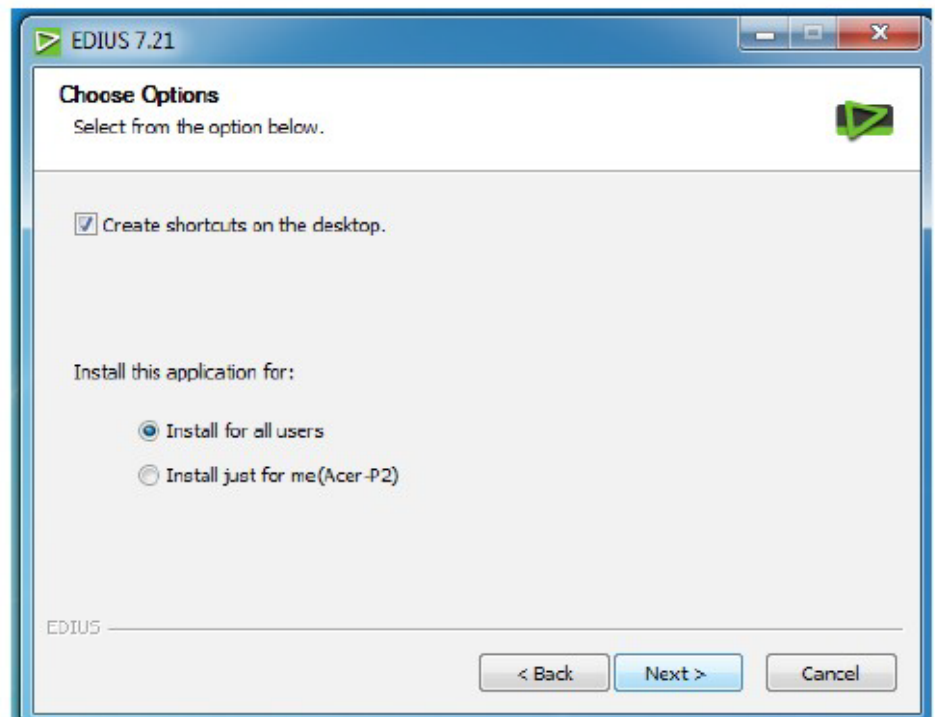 EDIUS 7.21
Choose Options
Select from the option below.
Create shortcuts on the desktop.
Install this application for:
Install for all users
Install just for me(Acer-P2)
EDIUS
< Back Next > Cancel